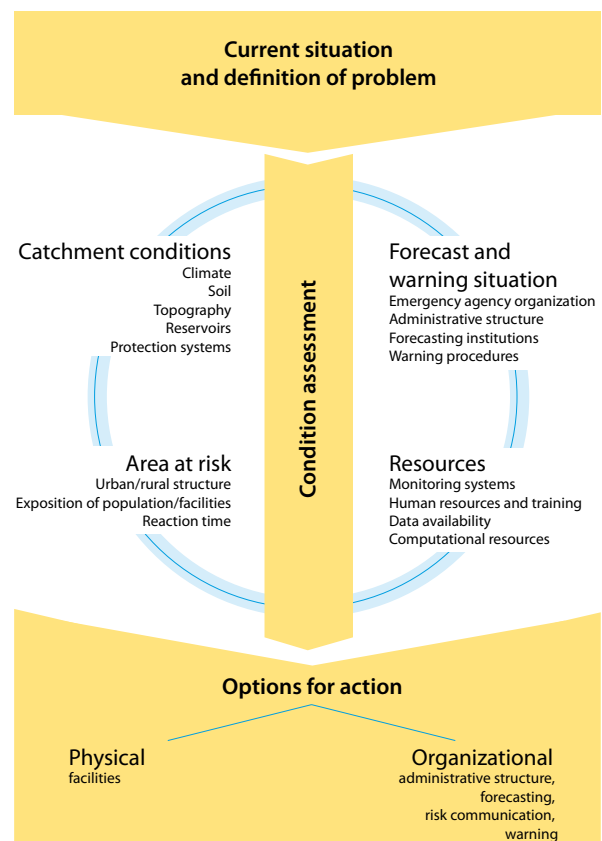 Current situation
and definition of problem
Catchment conditions
Climate
Soil
Topography
Reservoirs
Protection systems
Forecast and
warning situation
Emergency agency organization
Administrative structure
Forecasting institutions
Warning procedures
Condition assessment
Area at risk
Urban/rural structure
Exposition of population/facilities
Reaction time
Resources
Monitoring systems
Human resources and training
Data availability
Computational resources
Options for action
Physical
facilities
Organizational
administrative structure,
forecasting,
risk communication,
warning